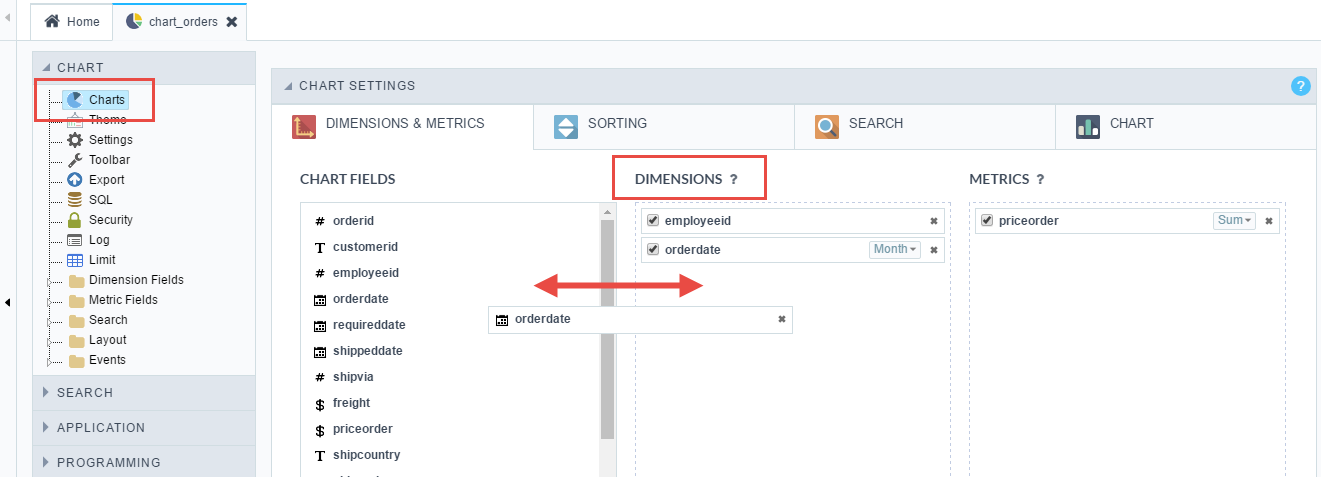 Home
chart_orders
CHART
Charts
Theme
Settings
Toolbar
Export
SQL
Security
Log
Limit
Dimension Fields
Metric Fields
Search
Layout
Events
SEARCH
APPLICATION
PROGRAMMING
CHART SETTINGS
?
DIMENSIONS & METRICS
SORTING
SEARCH
CHART
CHART FIELDS
# orderid
T customerid
# employeeid
orderdate
requireddate
shippeddate
# shipvia
$ freight
$ priceorder
T shipcountry
orderdate
DIMENSIONS ?
employeeid
orderdate Month
METRICS ?
priceorder Sum